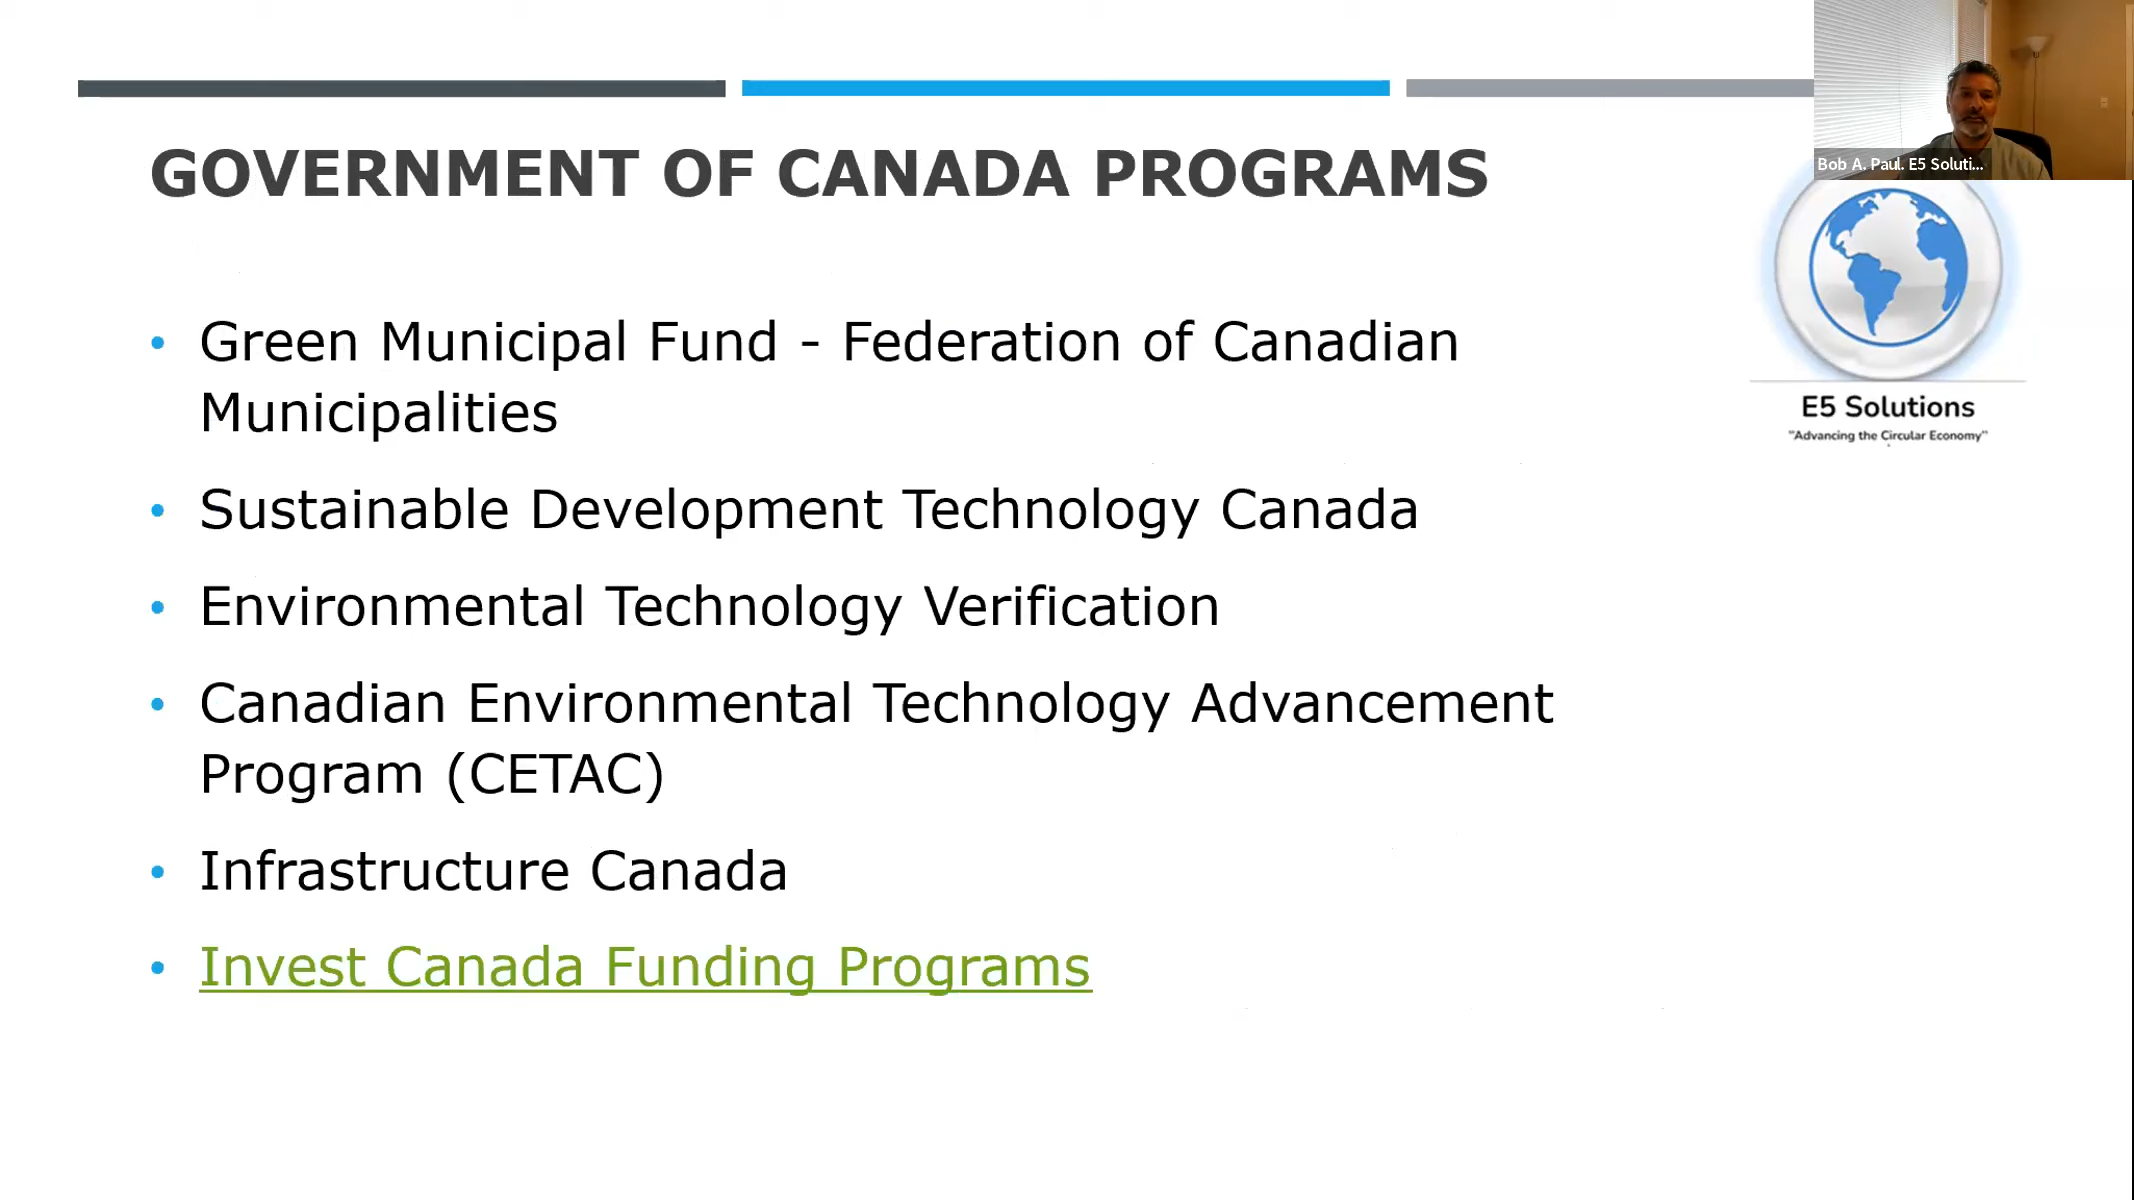 GOVERNMENT OF CANADA PROGRAMS
Bob A. Paul. E5 Soluti...
• Green Municipal Fund - Federation of Canadian
Municipalities
• Sustainable Development Technology Canada
• Environmental Technology Verification
• Canadian Environmental Technology Advancement
Program (CETAC)
• Infrastructure Canada
• Invest Canada Funding Programs
E5 Solutions
"Advancing the Circular Economy"